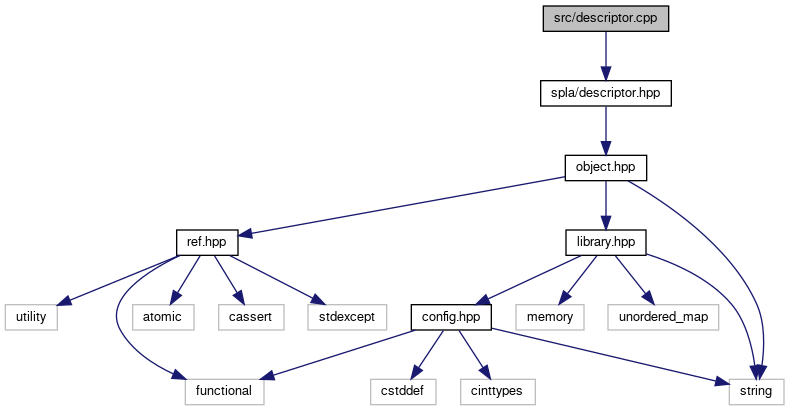 src/descriptor.cpp
spla/descriptor.hpp
object.hpp
ref.hpp
library.hpp
utility
atomic
cassert
stdexcept
config.hpp
memory
unordered_map
functional
cstddef
cinttypes
string